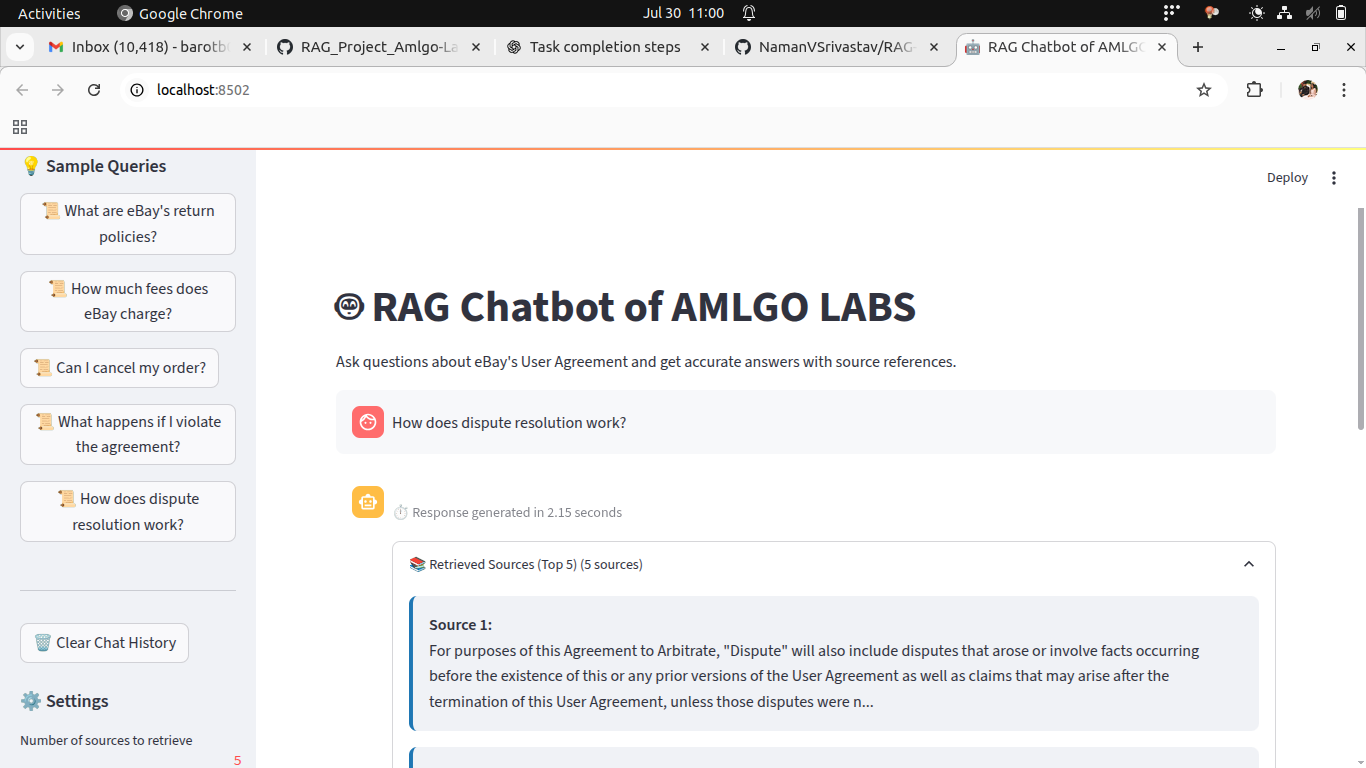 Activities
Google Chrome
Jul 30 11:00
Inbox (10,418) - barotb
RAG_Project_Amlgo-La
Task completion steps
NamanVSrivastav/RAG-
RAG Chatbot of AMLGO
localhost:8502
Sample Queries
What are eBay's return
policies?
How much fees does
eBay charge?
Can I cancel my order?
What happens if I violate
the agreement?
How does dispute
resolution work?
Clear Chat History
Settings
Number of sources to retrieve
5
Deploy
RAG Chatbot of AMLGO LABS
Ask questions about eBay's User Agreement and get accurate answers with source references.
How does dispute resolution work?
Response generated in 2.15 seconds
Retrieved Sources (Top 5) (5 sources)
Source 1:
For purposes of this Agreement to Arbitrate, "Dispute" will also include disputes that arose or involve facts occurring
before the existence of this or any prior versions of the User Agreement as well as claims that may arise after the
termination of this User Agreement, unless those disputes were n...